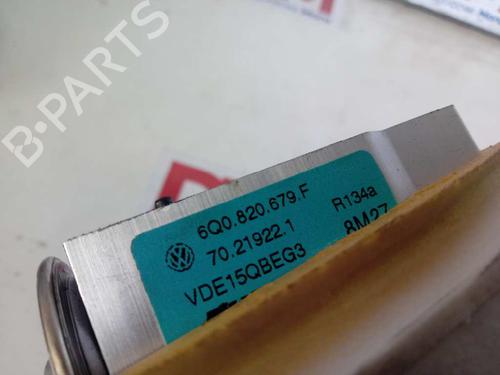 B-PARTS
6Q0.820.679.F
R134a
70.21922.1
8M27
VDE15QBEG3